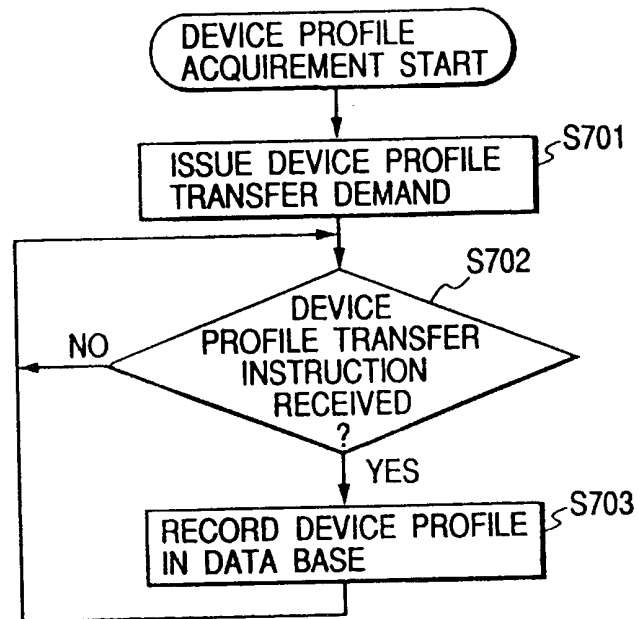 DEVICE PROFILE
ACQUIREMENT START
S701
ISSUE DEVICE PROFILE
TRANSFER DEMAND
S702
DEVICE
PROFILE TRANSFER
INSTRUCTION
RECEIVED
?
NO
YES
S703
RECORD DEVICE PROFILE
IN DATA BASE